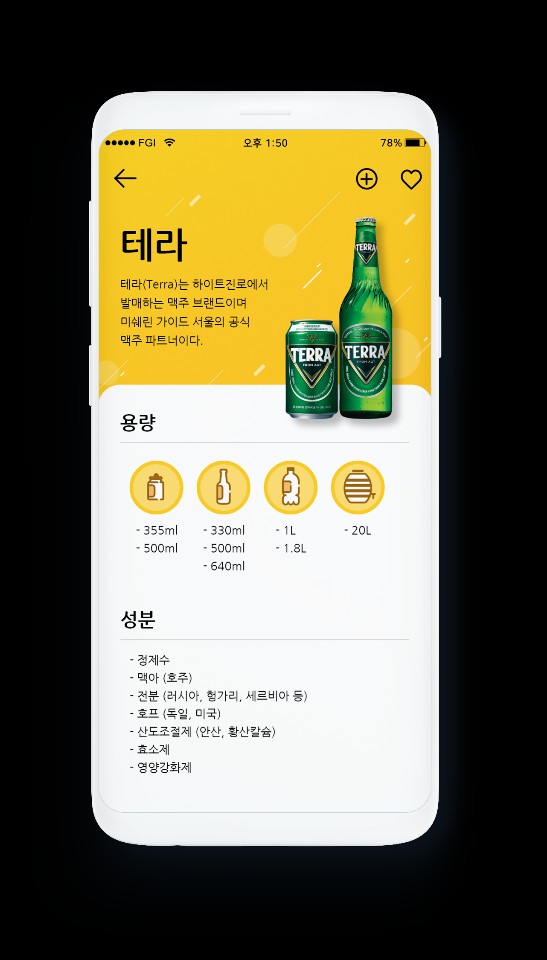 FGI 오후 1:50 78%
테라
테라(Terra)는 하이트진로에서
발매하는 맥주 브랜드이며
미쉐린 가이드 서울의 공식
맥주 파트너이다.
TERRA
TERRA
FROM AGT
TERRA
FROM AGT
용량
- 355ml - 330ml - 1L - 20L
- 500ml - 500ml - 1.8L
- 640ml
성분
- 정제수
- 맥아 (호주)
- 전분 (러시아, 헝가리, 세르비아 등)
- 호프 (독일, 미국)
- 산도조절제 (안산, 황산칼슘)
- 효소제
- 영양강화제